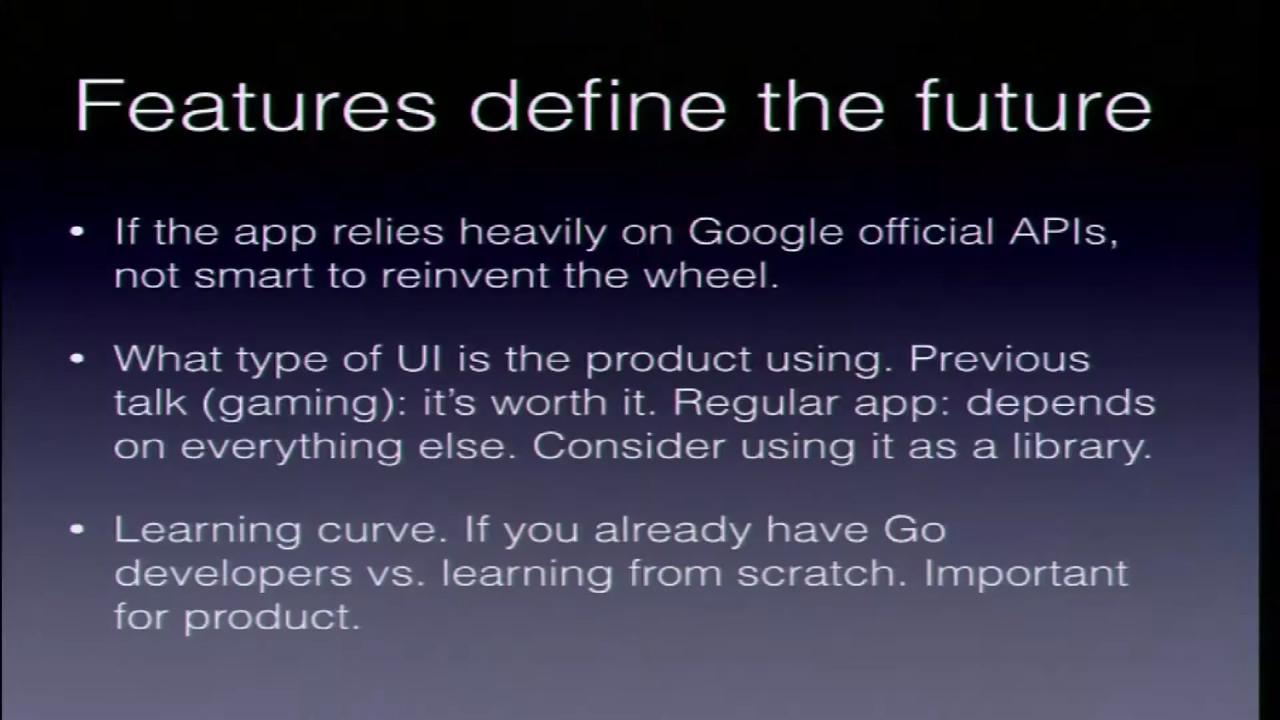 Features define the future
• If the app relies heavily on Google official APIs,
not smart to reinvent the wheel.
• What type of UI is the product using. Previous
talk (gaming): it's worth it. Regular app: depends
on everything else. Consider using it as a library.
• Learning curve. If you already have Go
developers vs. learning from scratch. Important
for product.